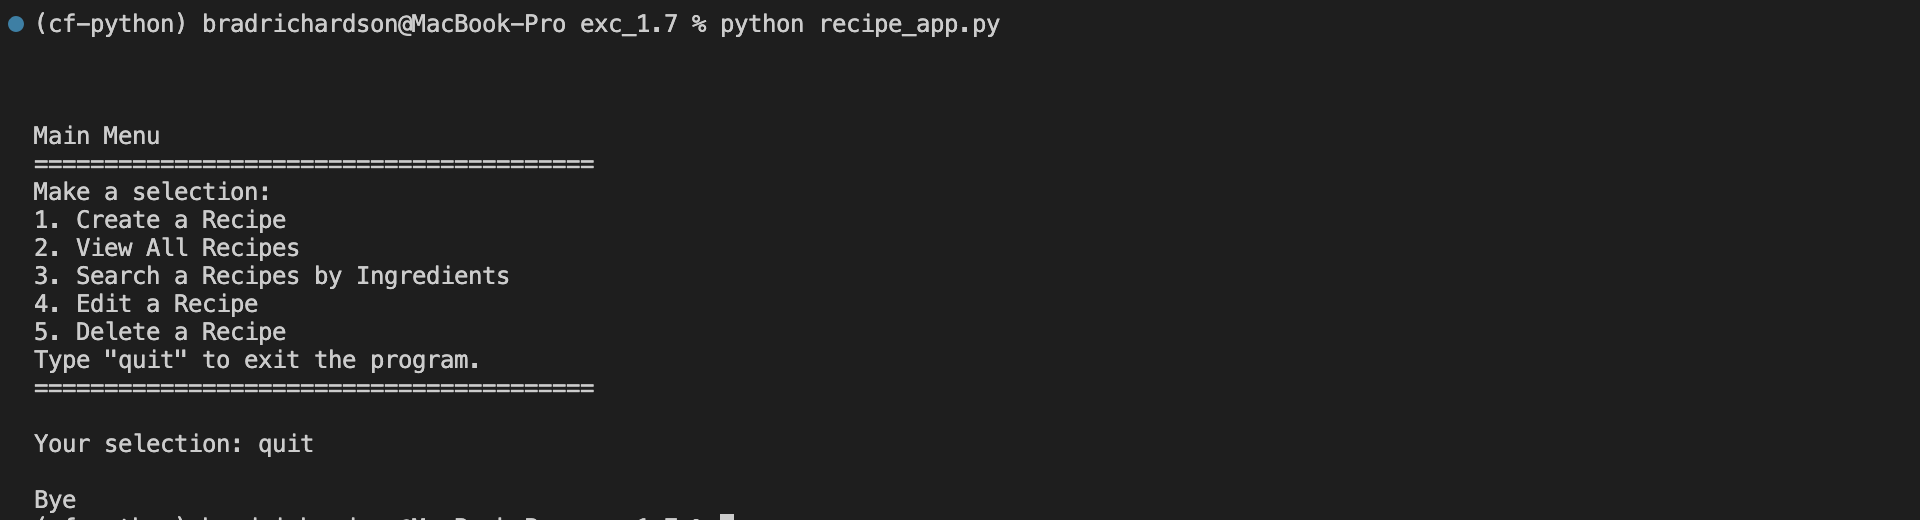 (cf-python) bradrichardson@MacBook-Pro exc_1.7 % python recipe_app.py
Main Menu
========================================
Make a selection:
1. Create a Recipe
2. View All Recipes
3. Search a Recipes by Ingredients
4. Edit a Recipe
5. Delete a Recipe
Type "quit" to exit the program.
========================================
Your selection: quit
Bye